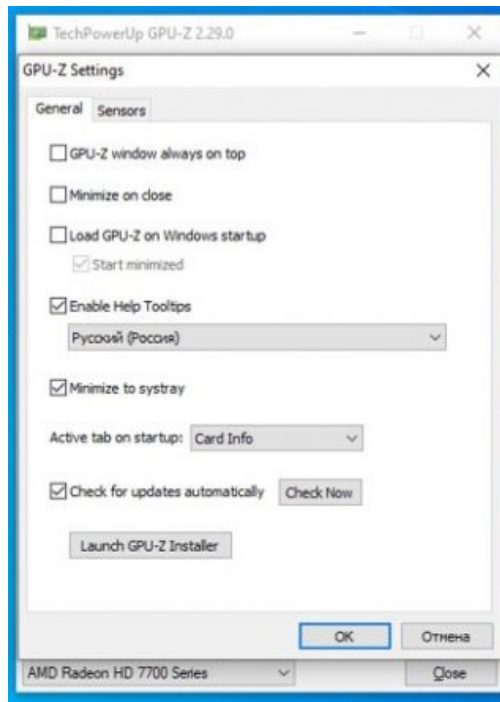 TechPowerUp GPU-Z 2.29.0
GPU-Z Settings
General Sensors
GPU-Z window always on top
Minimize on close
Load GPU-Z on Windows startup
Start minimized
Enable Help Tooltips
Русский (Россия)
Minimize to systray
Active tab on startup: Card Info
Check for updates automatically Check Now
Launch GPU-Z Installer
OK Отмена
AMD Radeon HD 7700 Series Close